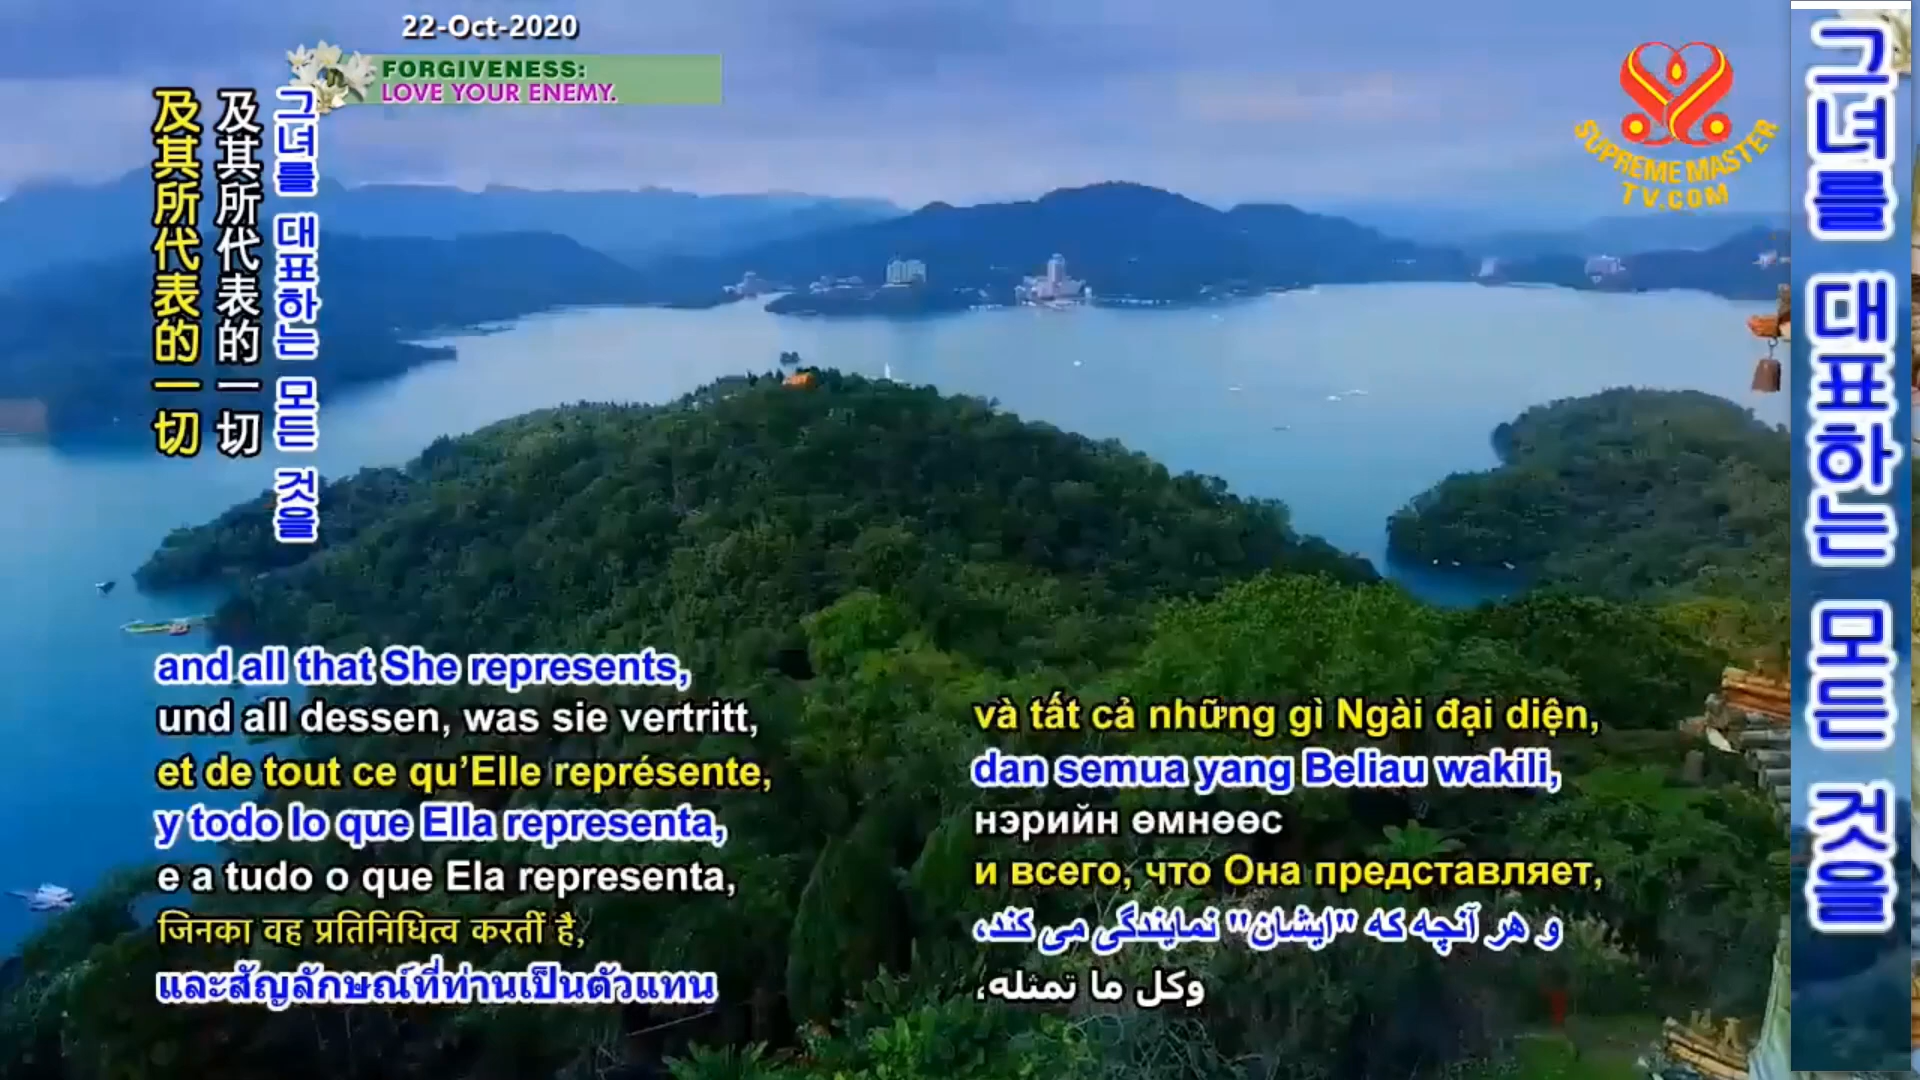 22-Oct-2020
FORGIVENESS:
LOVE YOUR ENEMY.
SUPREME MASTER
TV.COM
及其所代表的一切
及其所代表的一切
그녀를 대표하는 모든 것을
그녀를 대표하는 모든 것을
and all that She represents,
und all dessen, was sie vertritt,
et de tout ce qu’Elle représente,
y todo lo que Ella representa,
e a tudo o que Ela representa,
जिनका वह प्रतिनिधित्व करतीं है,
และสัญลักษณ์ที่ท่านเป็นตัวแทน
và tất cả những gì Ngài đại diện,
dan semua yang Beliau wakili,
нэрийн өмнөөс
и всего, что Она представляет,
و هر آنچه که "ایشان" نمایندگی می کند،
وكل ما تمثله،